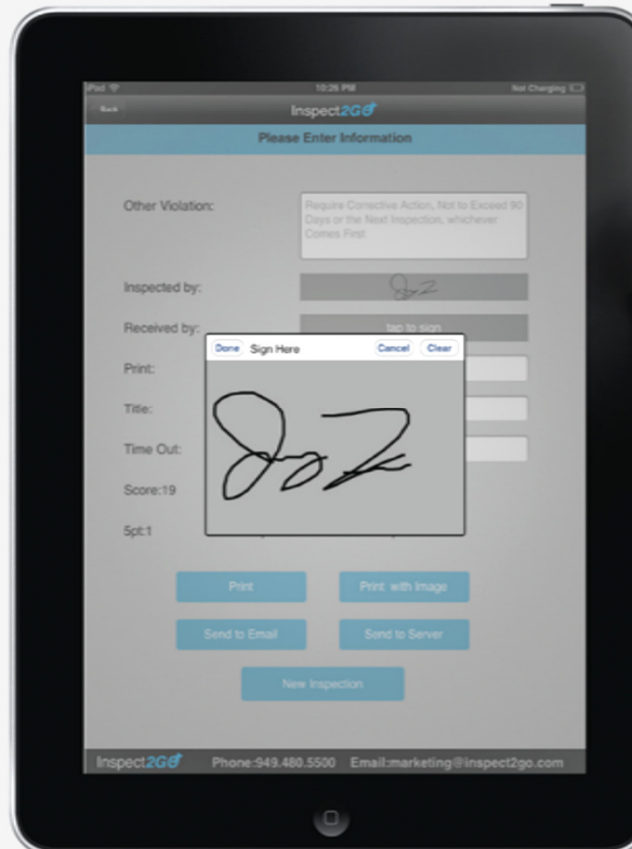 iPad 10:26 PM Not Charging
Back Inspect2GO
Please Enter Information
Other Violation: Require Corrective Action, Not to Exceed 90
Days or the Next Inspection, whichever
Comes First
Inspected by:
Received by: tap to sign
Done Sign Here Cancel Clear
Print:
Title:
Time Out:
Score:19
5pt:1
Print Print with Image
Send to Email Send to Server
New Inspection
Inspect2GO Phone:949.480.5500 Email:marketing@inspect2go.com